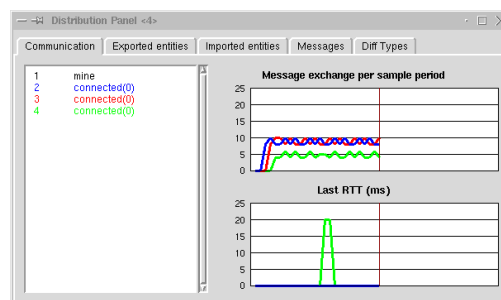 Distribution Panel <4>
Communication Exported entities Imported entities Messages Diff Types
1 mine
2 connected(0)
3 connected(0)
4 connected(0)
Message exchange per sample period
25
20
15
10
5
0
Last RTT (ms)
25
20
15
10
5
0